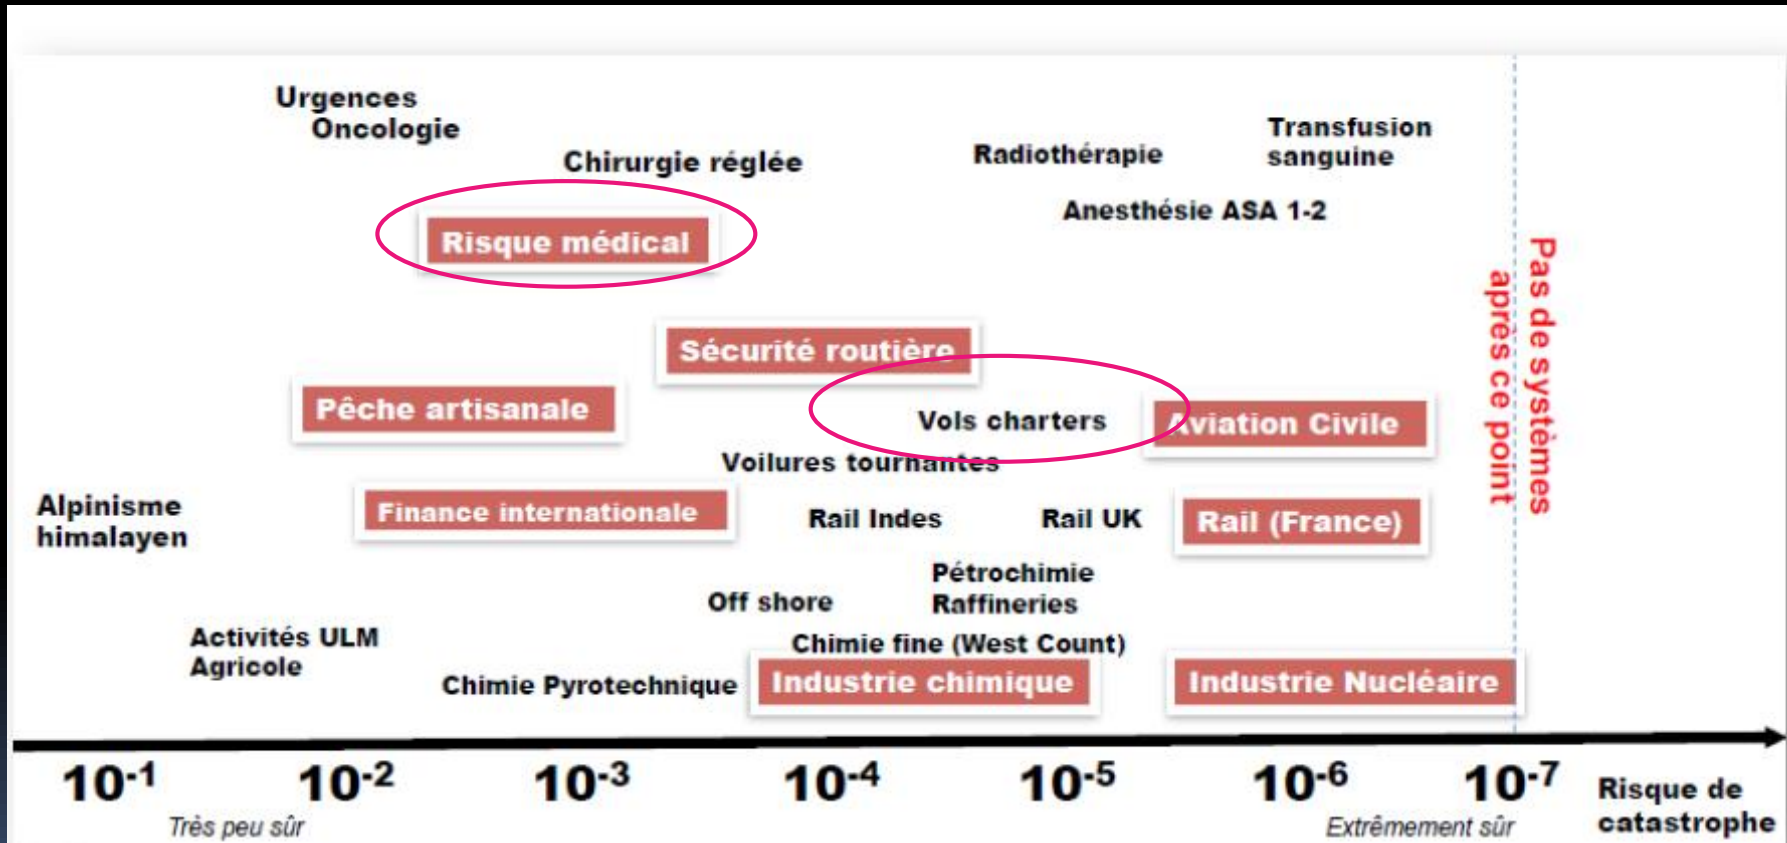 Urgences
Oncologie
Chirurgie réglée
Radiothérapie
Transfusion
sanguine
Anesthésie ASA 1-2
Risque médical
Sécurité routière
Pêche artisanale
Vols charters
Aviation Civile
Voilures tournantes
Pas de systèmes
après ce point
Alpinisme
himalayen
Finance internationale
Rail Indes
Rail UK
Rail (France)
Pétrochimie
Raffineries
Off shore
Activités ULM
Agricole
Chimie fine (West Count)
Chimie Pyrotechnique
Industrie chimique
Industrie Nucléaire
10-1
10-2
10-3
10-4
10-5
10-6
10-7
Risque de
catastrophe
Très peu sûr
Extrêmement sûr